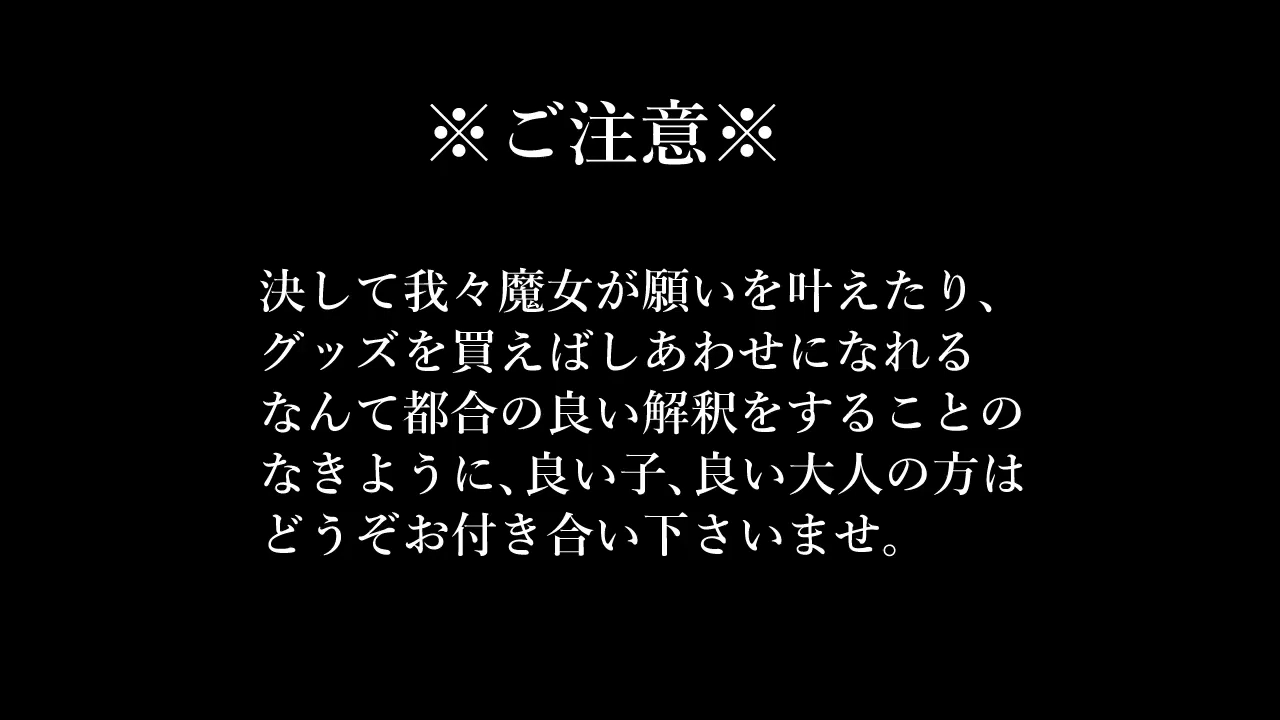 ※ご注意※
決して我々魔女が願いを叶えたり、
グッズを買えばしあわせになれる
なんて都合の良い解釈をすることの
なきように、良い子、良い大人の方は
どうぞお付き合い下さいませ。